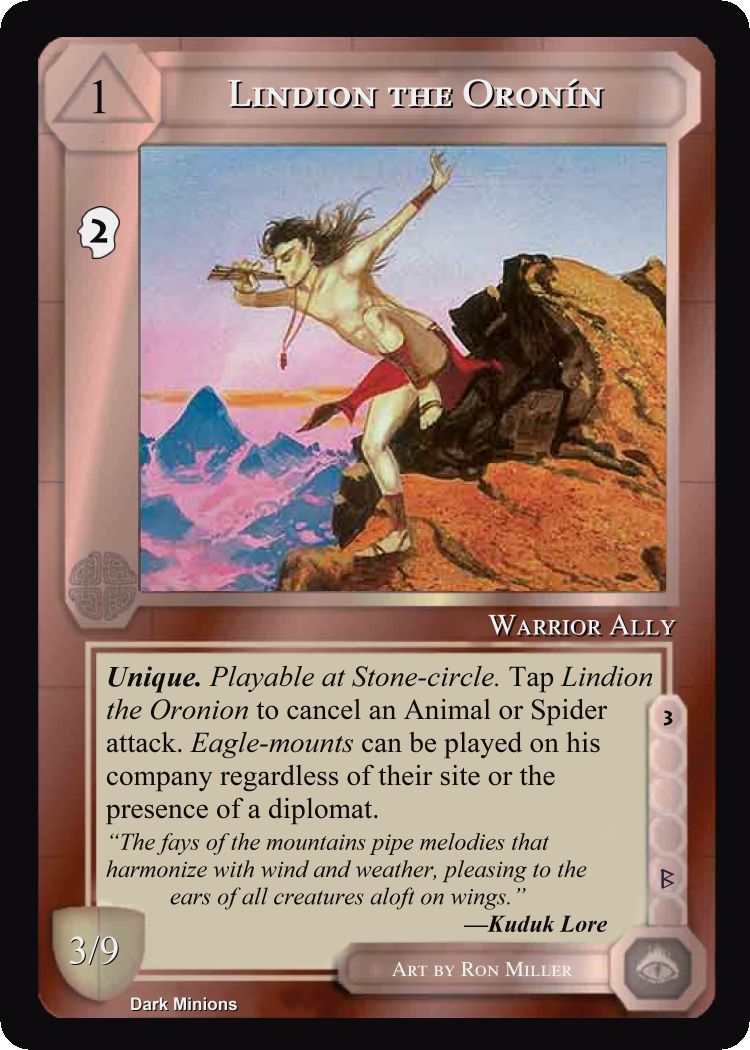 1
Lindion the Oronín
2
Warrior Ally
Unique. Playable at Stone-circle. Tap Lindion
the Oronion to cancel an Animal or Spider
attack. Eagle-mounts can be played on his
company regardless of their site or the
presence of a diplomat.
“The fays of the mountains pipe melodies that
harmonize with wind and weather, pleasing to the
ears of all creatures aloft on wings.”
—Kuduk Lore
3
B
3/9
Art by Ron Miller
Dark Minions